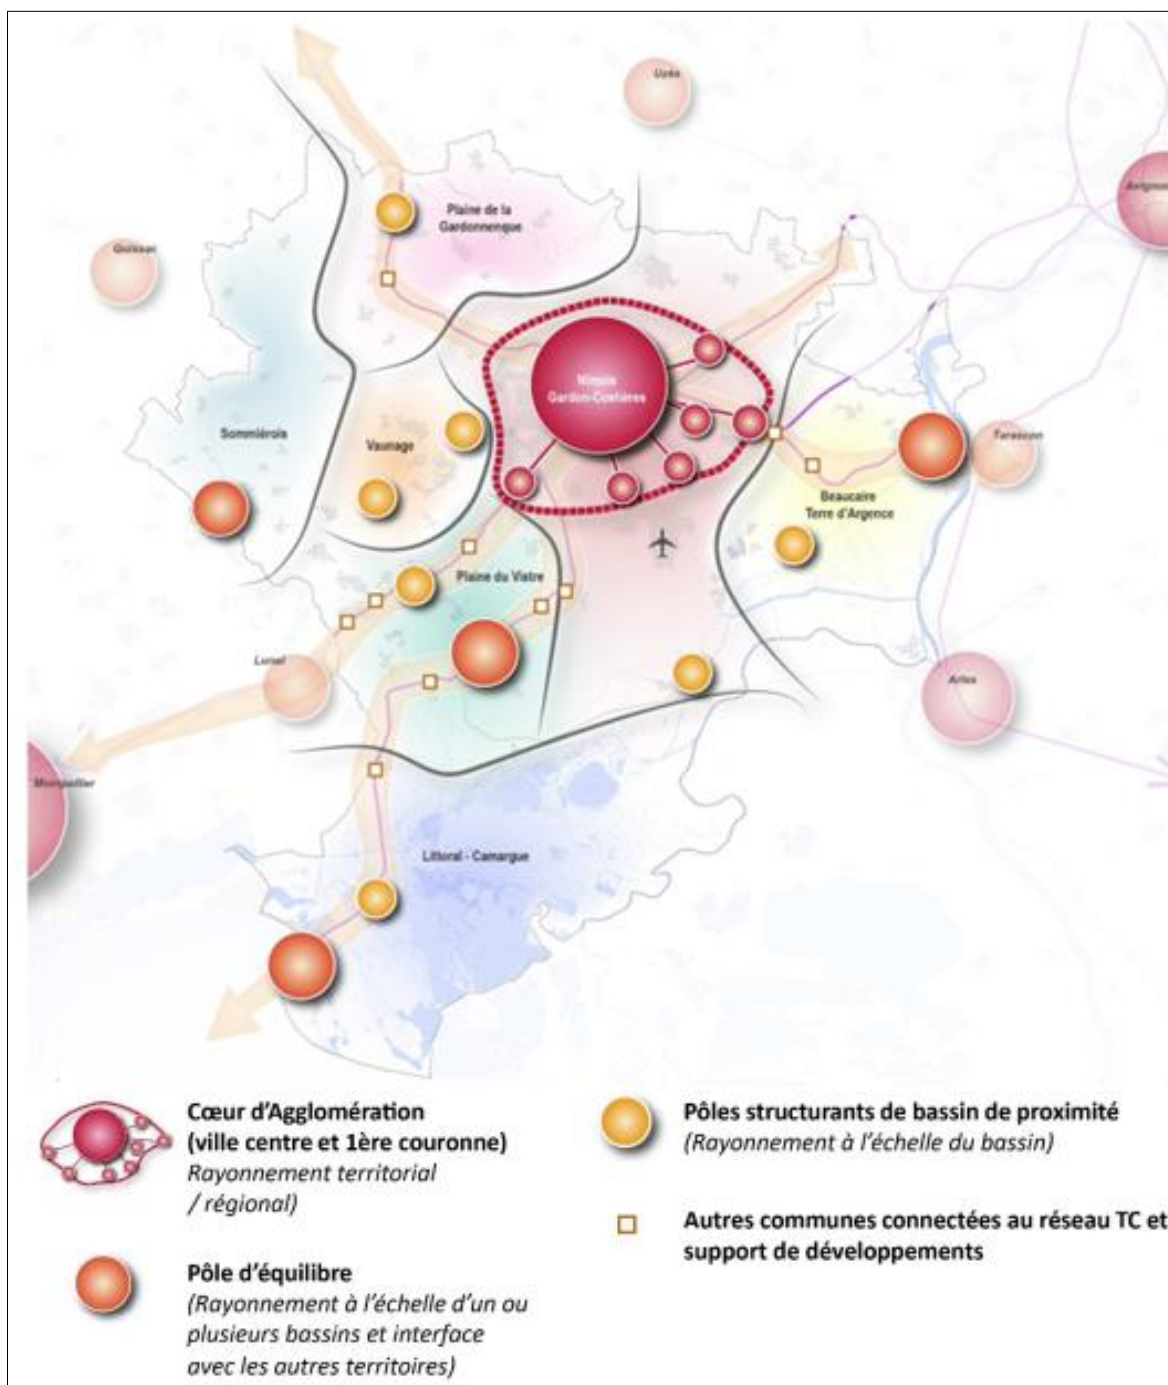 Uzès
Avignon
Plaine de la
Gardonnenque
Quissac
Nîmes
Gardon-Costières
Sommiérois
Vaunage
Tarascon
Beaucaire
Terre d'Argence
Plaine du Vistre
Lunel
Arles
Montpellier
Littoral - Camargue
Cœur d'Agglomération
(ville centre et 1ère couronne)
Rayonnement territorial
/ régional)
Pôle d'équilibre
(Rayonnement à l'échelle d'un ou
plusieurs bassins et interface
avec les autres territoires)
Pôles structurants de bassin de proximité
(Rayonnement à l'échelle du bassin)
Autres communes connectées au réseau TC et
support de développements